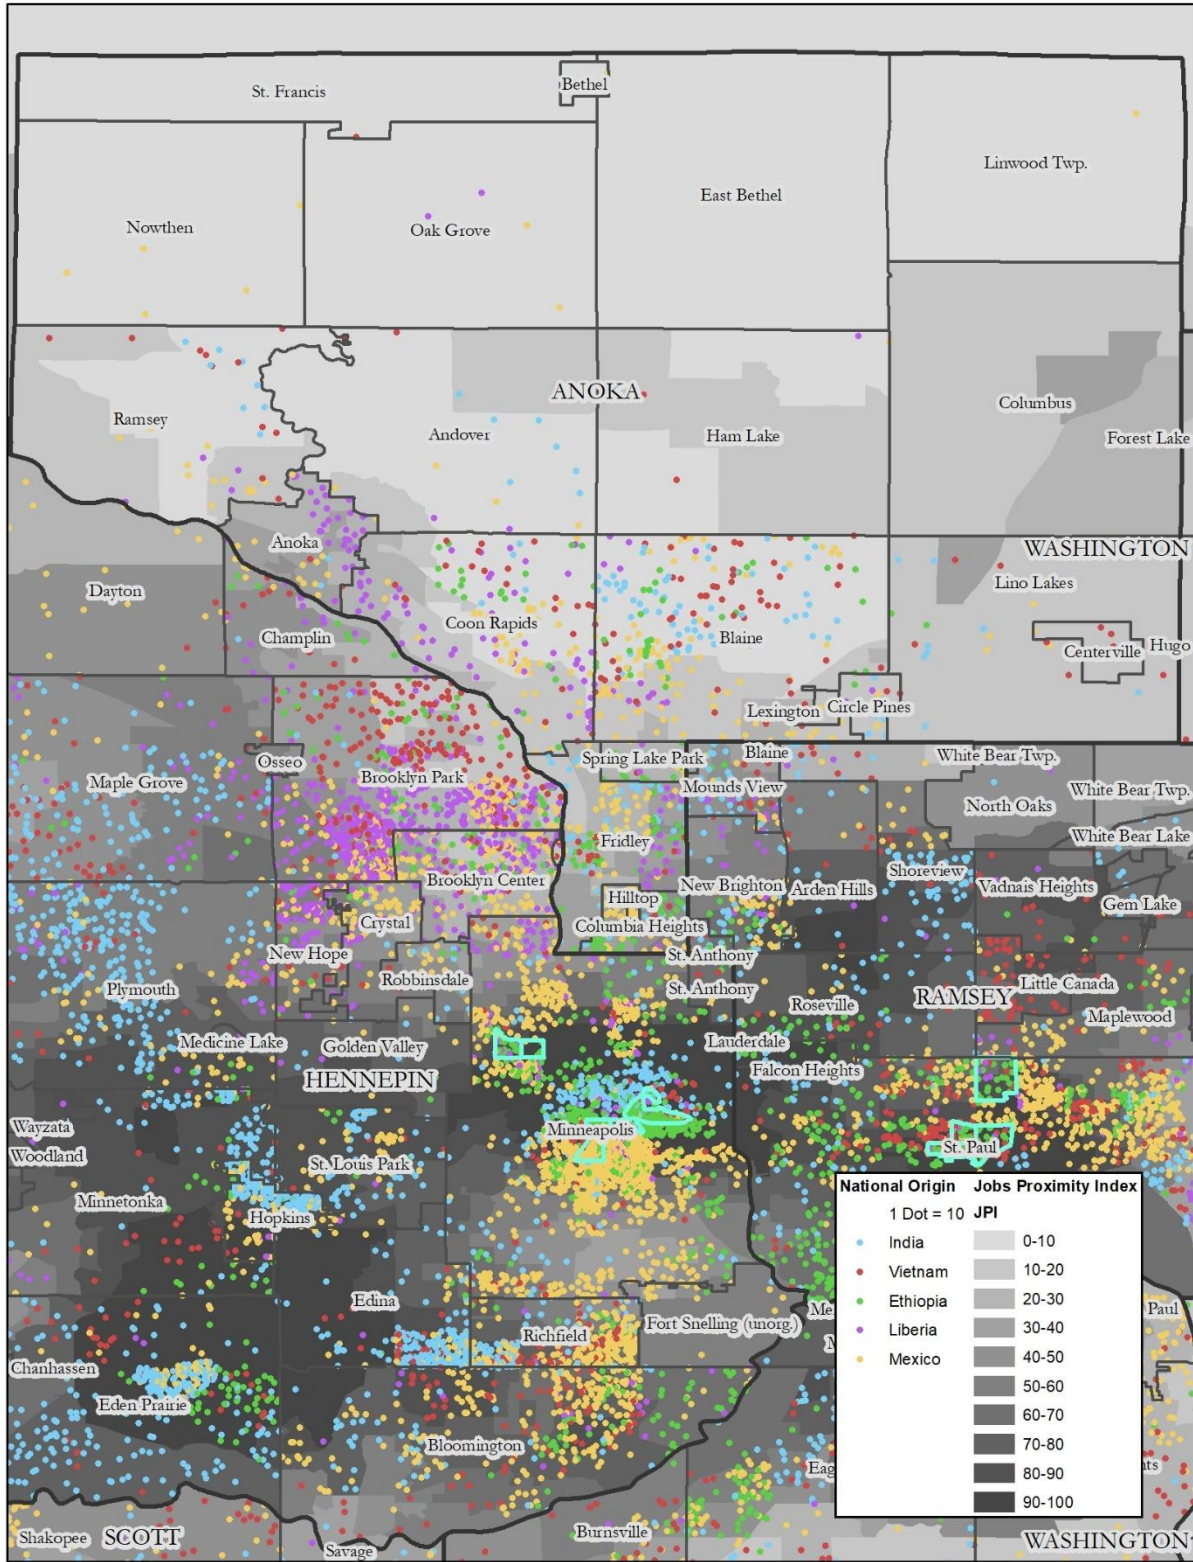 St. Francis
Bethel
Linwood Twp.
East Bethel
Nowthen
Oak Grove
ANOKA
Ramsey
Andover
Ham Lake
Columbus
Forest Lake
Anoka
WASHINGTON
Dayton
Lino Lakes
Coon Rapids
Blaine
Champlin
Centerville
Hugo
Lexington
Circle Pines
Osseo
Spring Lake Park
Blaine
White Bear Twp.
Maple Grove
Brooklyn Park
Mounds View
North Oaks
White Bear Twp.
Fridley
White Bear Lake
Brooklyn Center
New Brighton
Arden Hills
Shoreview
Vadnais Heights
Hilltop
Gem Lake
Crystal
Columbia Heights
New Hope
St. Anthony
Robbinsdale
Plymouth
St. Anthony
Roseville
RAMSEY
Little Canada
Maplewood
Medicine Lake
Golden Valley
Lauderdale
HENNEPIN
Falcon Heights
Wayzata
Minneapolis
Woodland
St. Louis Park
St. Paul
Minnetonka
Hopkins
National Origin
Jobs Proximity Index
1 Dot = 10
JPI
India
0-10
Vietnam
10-20
Ethiopia
20-30
Liberia
30-40
Mexico
40-50
50-60
60-70
70-80
80-90
90-100
Edina
Richfield
Fort Snelling (unorg.)
Me
Paul
M
Chanhassen
Eden Prairie
Bloomington
Eag
hts
Shakopee
SCOTT
Burnsville
WASHINGTON
Savage